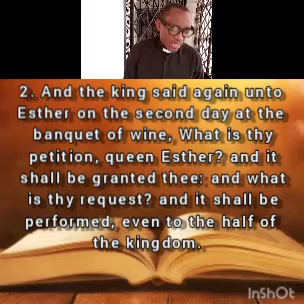 2. And the king said again unto
Esther on the second day at the
banquet of wine, What is thy
petition, queen Esther? and it
shall be granted thee: and what
is thy request? and it shall be
performed, even to the half of
the kingdom.
InShOt